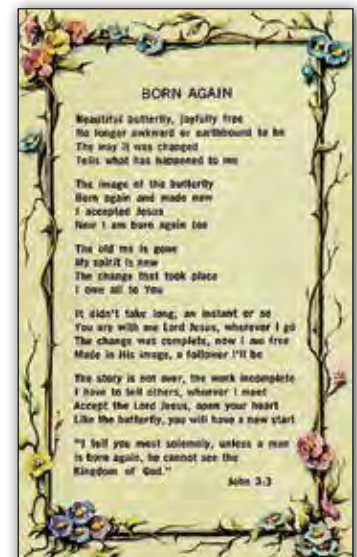 BORN AGAIN
Beautiful butterfly, joyfully free
No longer awkward or earthbound to be
The way it was changed
Tells what has happened to me
The image of the butterfly
Born again and made new
I accepted Jesus
Now I am born again too
The old me is gone
My spirit is new
The change that took place
I owe all to You
It didn't take long, an instant or so
You are with me Lord Jesus, wherever I go
The change was complete, now I am free
Made in His image, a follower I'll be
The story is not over, the work incomplete
I have to tell others, whoever I meet
Accept the Lord Jesus, open your heart
Like the butterfly, you will have a new start
"I tell you most solemnly, unless a man
is born again, he cannot see the
Kingdom of God."
John 3:3